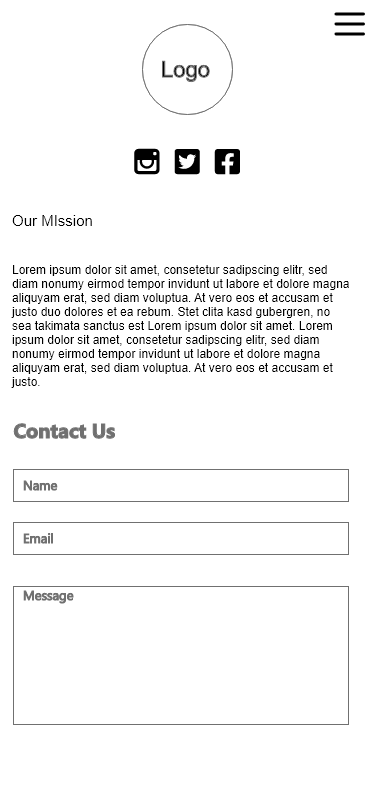 Logo
Our MIssion
Lorem ipsum dolor sit amet, consetetur sadipscing elitr, sed
diam nonumy eirmod tempor invidunt ut labore et dolore magna
aliquyam erat, sed diam voluptua. At vero eos et accusam et
justo duo dolores et ea rebum. Stet clita kasd gubergren, no
sea takimata sanctus est Lorem ipsum dolor sit amet. Lorem
ipsum dolor sit amet, consetetur sadipscing elitr, sed diam
nonumy eirmod tempor invidunt ut labore et dolore magna
aliquyam erat, sed diam voluptua. At vero eos et accusam et
justo.
Contact Us
Name
Email
Message